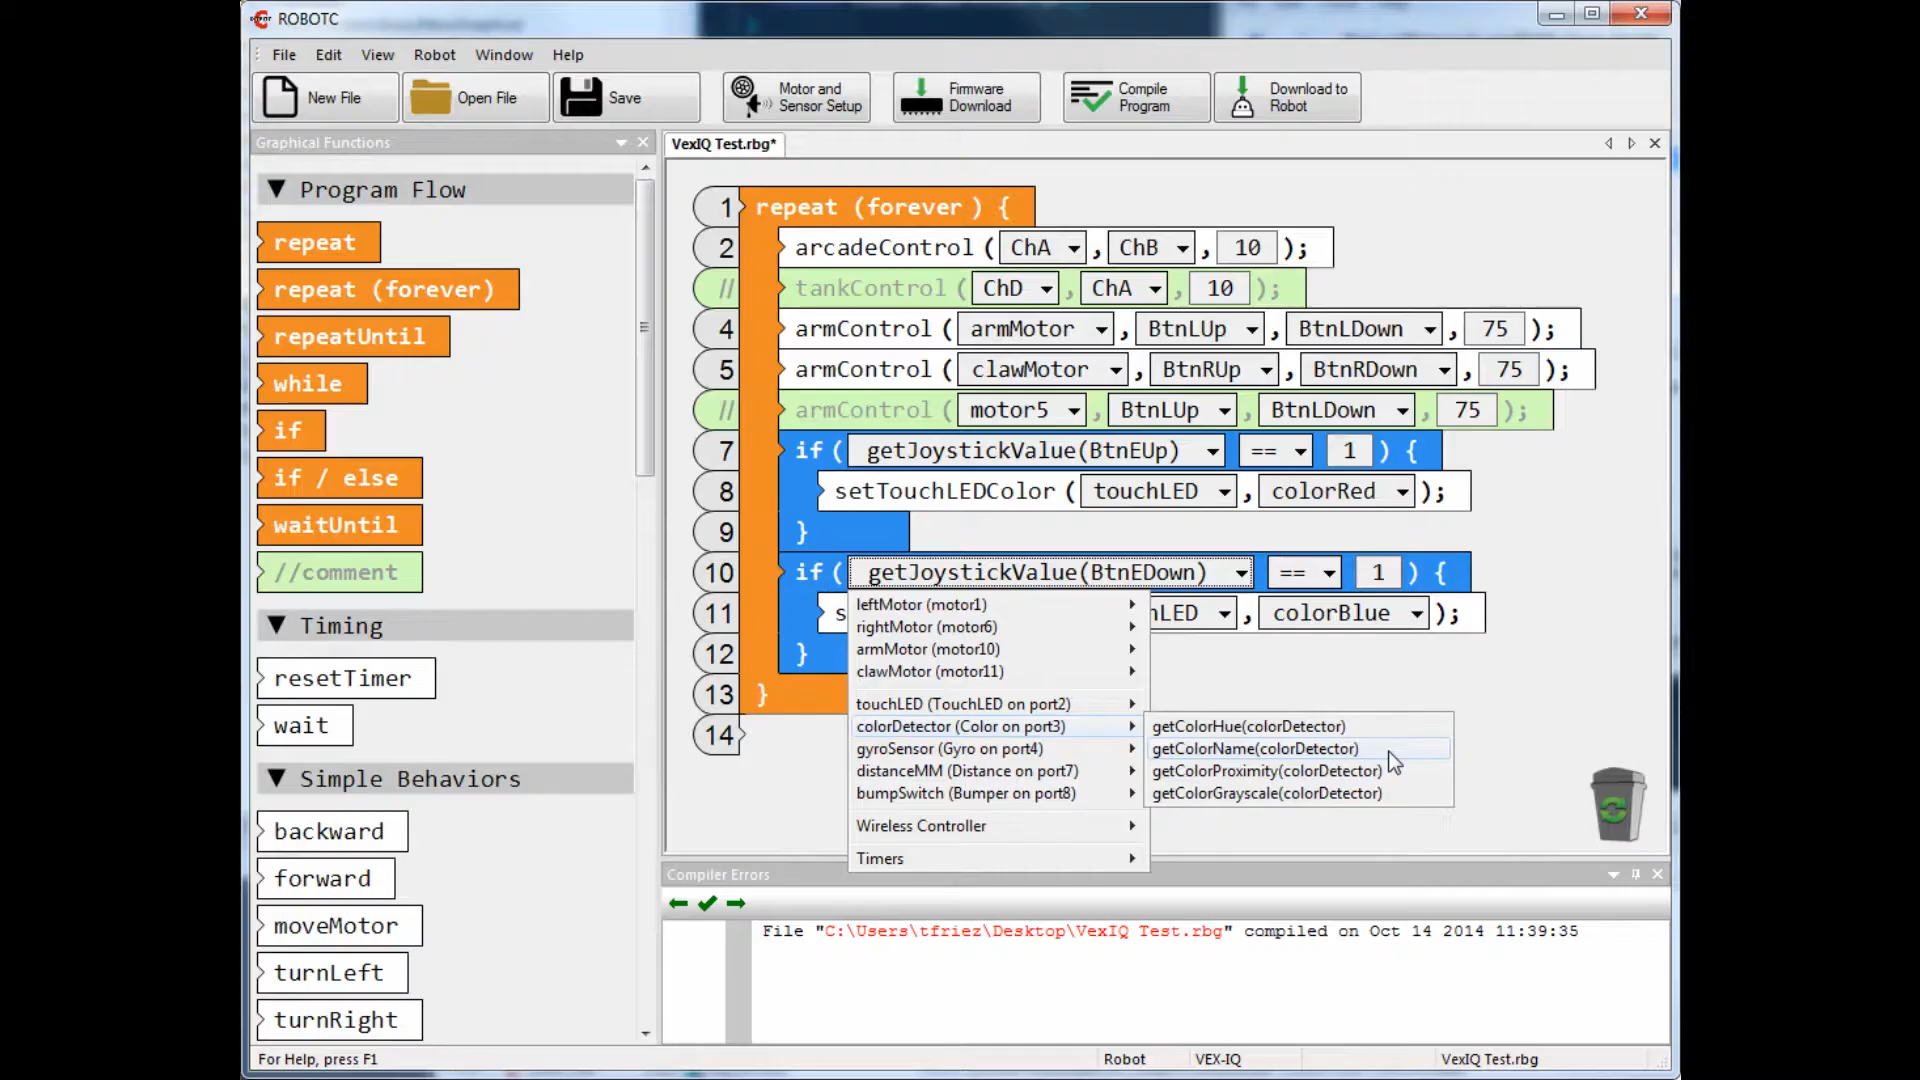 ROBOTC
File Edit View Robot Window Help
New File Open File Save Motor and Sensor Setup Firmware Download Compile Program Download to Robot
Graphical Functions
Program Flow
repeat
repeat (forever)
repeatUntil
while
if
if / else
waitUntil
//comment
Timing
resetTimer
wait
Simple Behaviors
backward
forward
moveMotor
turnLeft
turnRight
VexIQ Test.rbg*
1 repeat (forever ) {
2 arcadeControl ( ChA , ChB , 10 );
// tankControl ( ChD , ChA , 10 );
4 armControl ( armMotor , BtnLUp , BtnLDown , 75 );
5 armControl ( clawMotor , BtnRUp , BtnRDown , 75 );
// armControl ( motor5 , BtnLUp , BtnLDown , 75 );
7 if ( getJoystickValue(BtnEUp) == 1 ) {
8 setTouchLEDColor ( touchLED , colorRed );
9 }
10 if ( getJoystickValue(BtnEDown) == 1 ) {
11 s hLED , colorBlue );
12 }
13 }
14
leftMotor (motor1)
rightMotor (motor6)
armMotor (motor10)
clawMotor (motor11)
touchLED (TouchLED on port2)
colorDetector (Color on port3)
gyroSensor (Gyro on port4)
distanceMM (Distance on port7)
bumpSwitch (Bumper on port8)
Wireless Controller
Timers
getColorHue(colorDetector)
getColorName(colorDetector)
getColorProximity(colorDetector)
getColorGrayscale(colorDetector)
Compiler Errors
File "C:\Users\tfriez\Desktop\VexIQ Test.rbg" compiled on Oct 14 2014 11:39:35
For Help, press F1 Robot VEX-IQ VexIQ Test.rbg